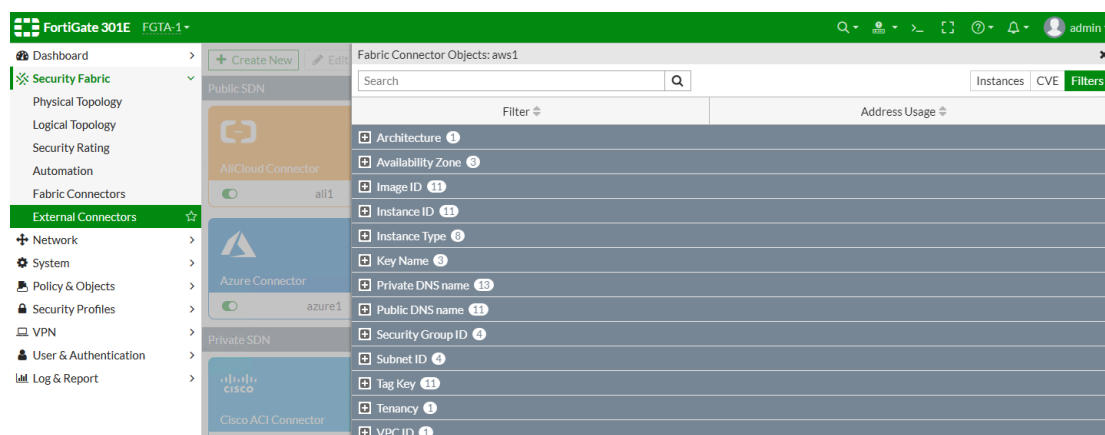 FortiGate 301E FGTA-1
admin
Dashboard
Security Fabric
Physical Topology
Logical Topology
Security Rating
Automation
Fabric Connectors
External Connectors
Network
System
Policy & Objects
Security Profiles
VPN
User & Authentication
Log & Report
+ Create New Edit
Public SDN
AliCloud Connector
ali1
Azure Connector
azure1
Private SDN
CISCO
Cisco ACI Connector
Fabric Connector Objects: aws1
Search
Instances CVE Filters
Filter Address Usage
Architecture 1
Availability Zone 3
Image ID 11
Instance ID 11
Instance Type 8
Key Name 3
Private DNS name 13
Public DNS name 11
Security Group ID 4
Subnet ID 4
Tag Key 11
Tenancy 1
VPC ID 1